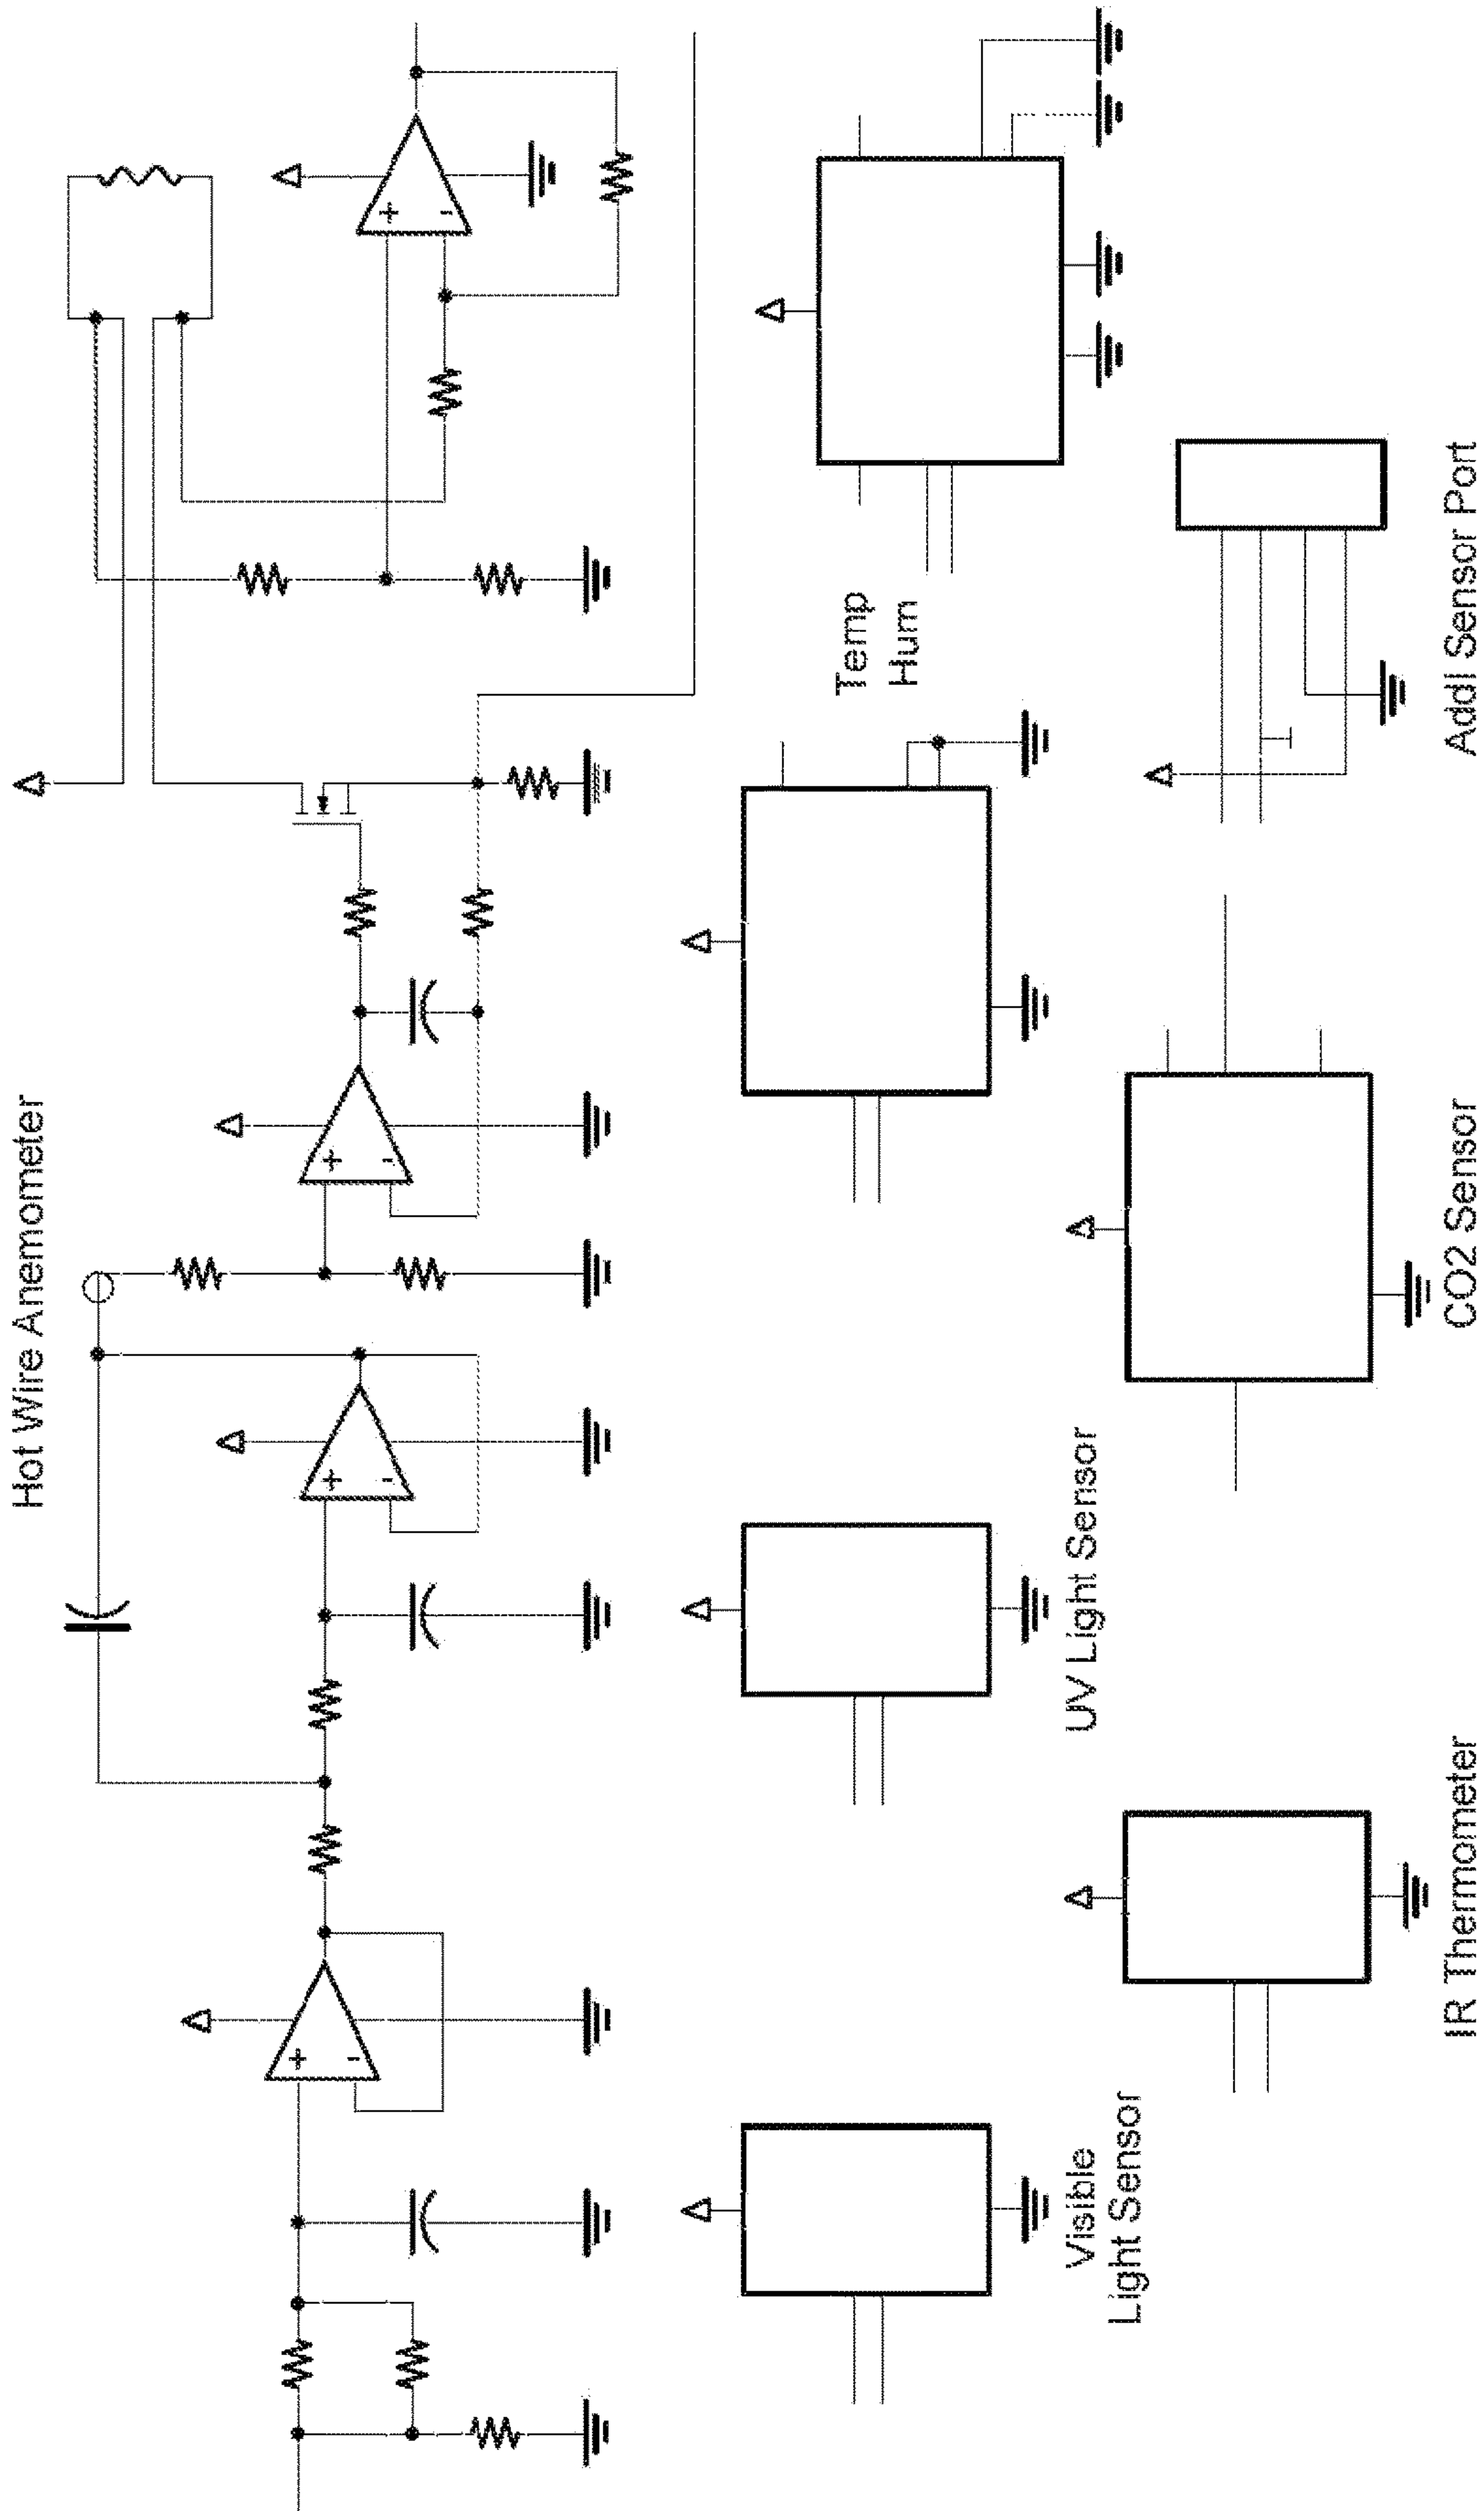 Hot Wire Anemometer
+
-
+
-
+
-
+
-
Visible
Light Sensor
UV Light Sensor
Temp
Hum
IR Thermometer
CO2 Sensor
Addl Sensor Port